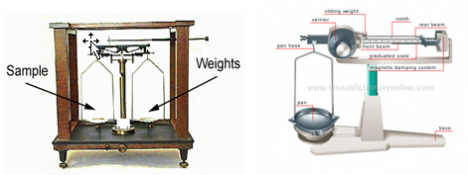 Sample
Weights
sliding weight
vernier
notch
rear beam
pan hook
front beam
graduated scale
magnetic damping system
www.visualdictionaryonline.com
pan
base